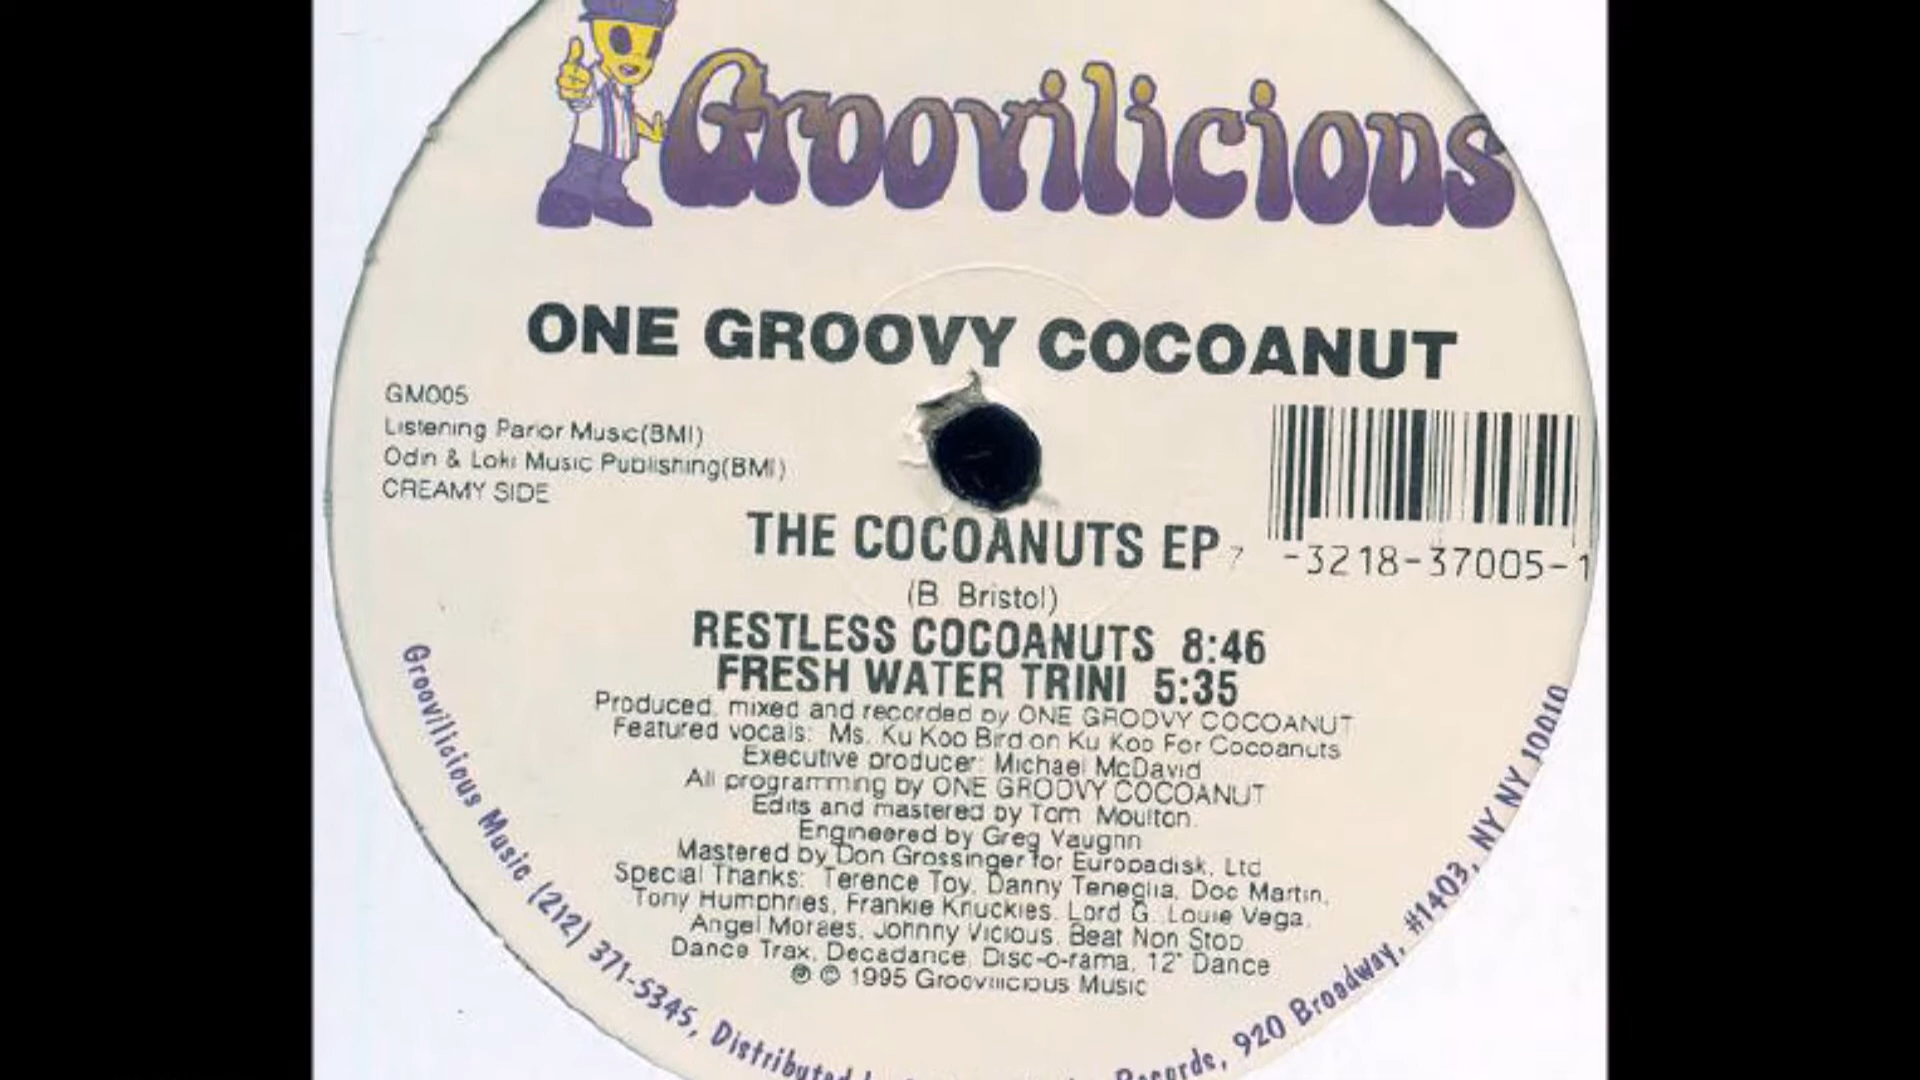 Groovilicious
ONE GROOVY COCOANUT
GM005
Listening Parlor Music(BMI)
Odin & Loki Music Publishing(BMI)
CREAMY SIDE
7 -3218-37005-1
THE COCOANUTS EP
(B. Bristol)
RESTLESS COCOANUTS 8:46
FRESH WATER TRINI 5:35
Produced, mixed and recorded by ONE GROOVY COCOANUT
Featured vocals: Ms. Ku Koo Bird on Ku Koo For Cocoanuts
Executive producer: Michael McDavid
All programming by ONE GROOVY COCOANUT
Edits and mastered by Tom Moulton.
Engineered by Greg Vaughn
Mastered by Don Grossinger for Europadisk, Ltd
Special Thanks: Terence Toy, Danny Teneglia, Doc Martin,
Tony Humphries, Frankie Knuckles, Lord G. Louie Vega,
Angel Moraes, Johnny Vicious, Beat Non Stop,
Dance Trax, Decadance, Disc-o-rama, 12" Dance
℗ © 1995 Groovilicious Music
Groovilicious Music (212) 371-5345, Distributed Records, 920 Broadway, #1403, NY NY 10010